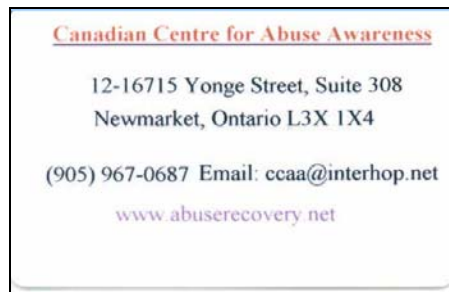 Canadian Centre for Abuse Awareness
12-16715 Yonge Street, Suite 308
Newmarket, Ontario L3X 1X4
(905) 967-0687 Email: ccaa@interhop.net
www.abuserecovery.net